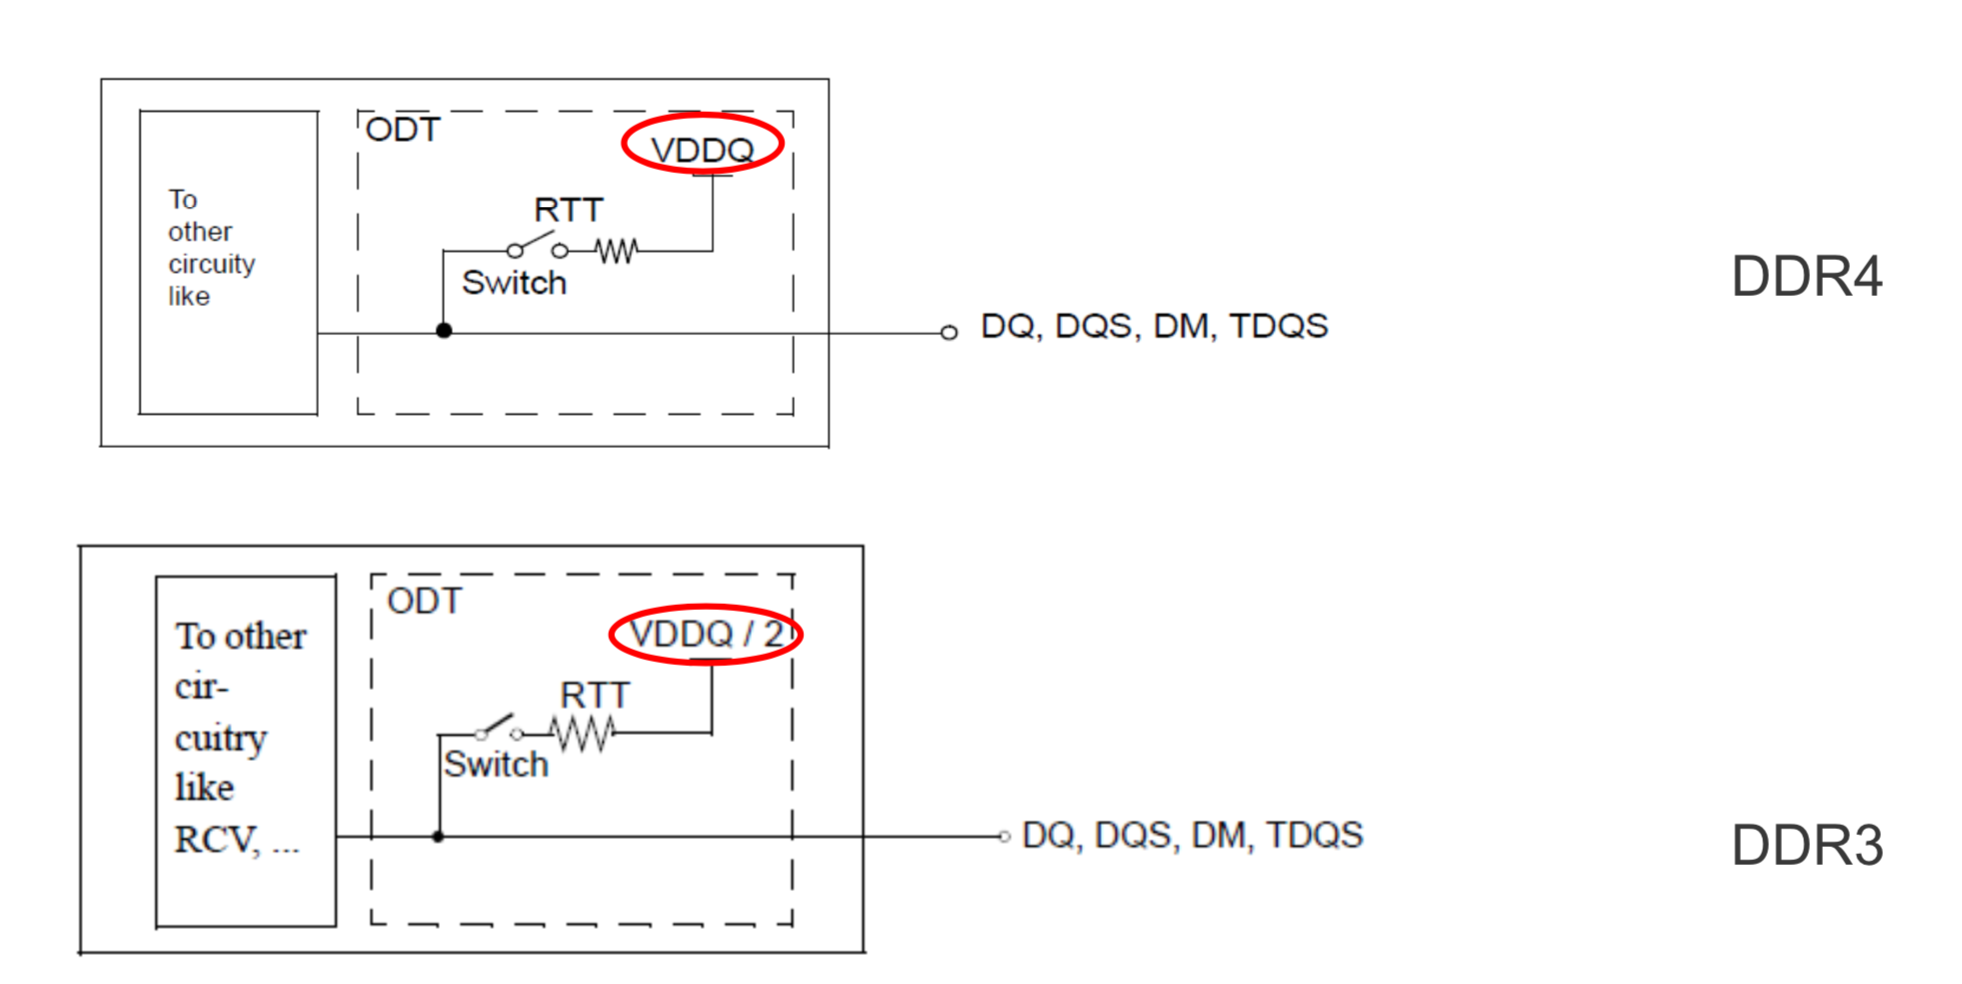 ODT
VDDQ
To
other
circuity
like
RTT
Switch
DQ, DQS, DM, TDQS
DDR4
ODT
VDDQ / 2
To other
cir-
cuitry
like
RCV, ...
RTT
Switch
DQ, DQS, DM, TDQS
DDR3